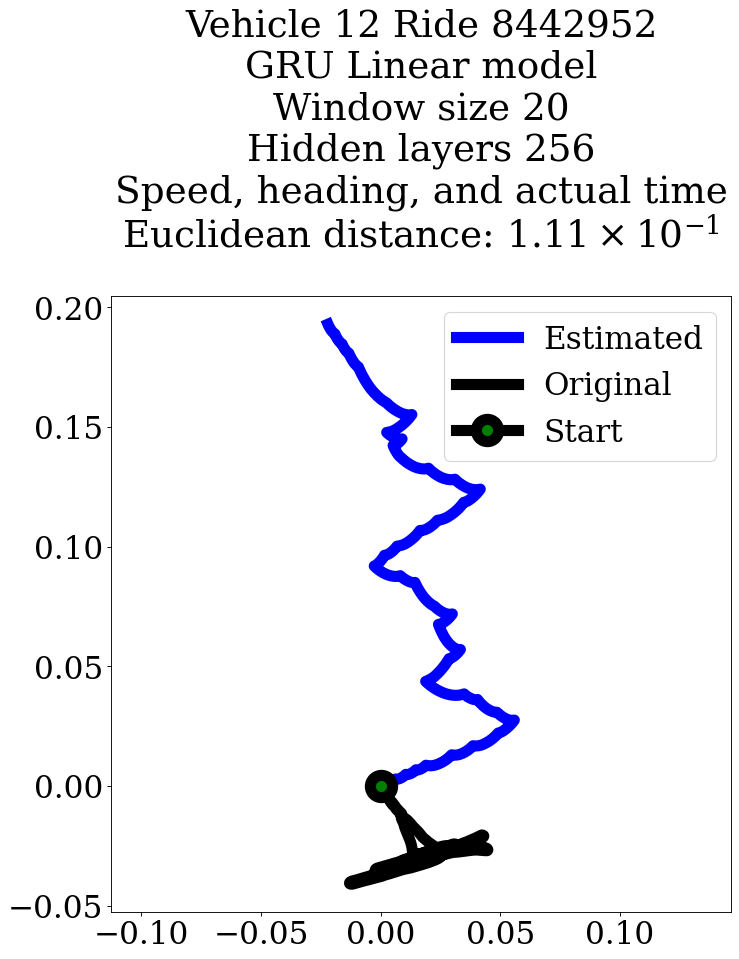 Vehicle 12 Ride 8442952
GRU Linear model
Window size 20
Hidden layers 256
Speed, heading, and actual time
Euclidean distance: 1.11 × 10⁻¹
0.20
Estimated
Original
Start
0.15
0.10
0.05
0.00
−0.05
−0.10
−0.05
0.00
0.05
0.10